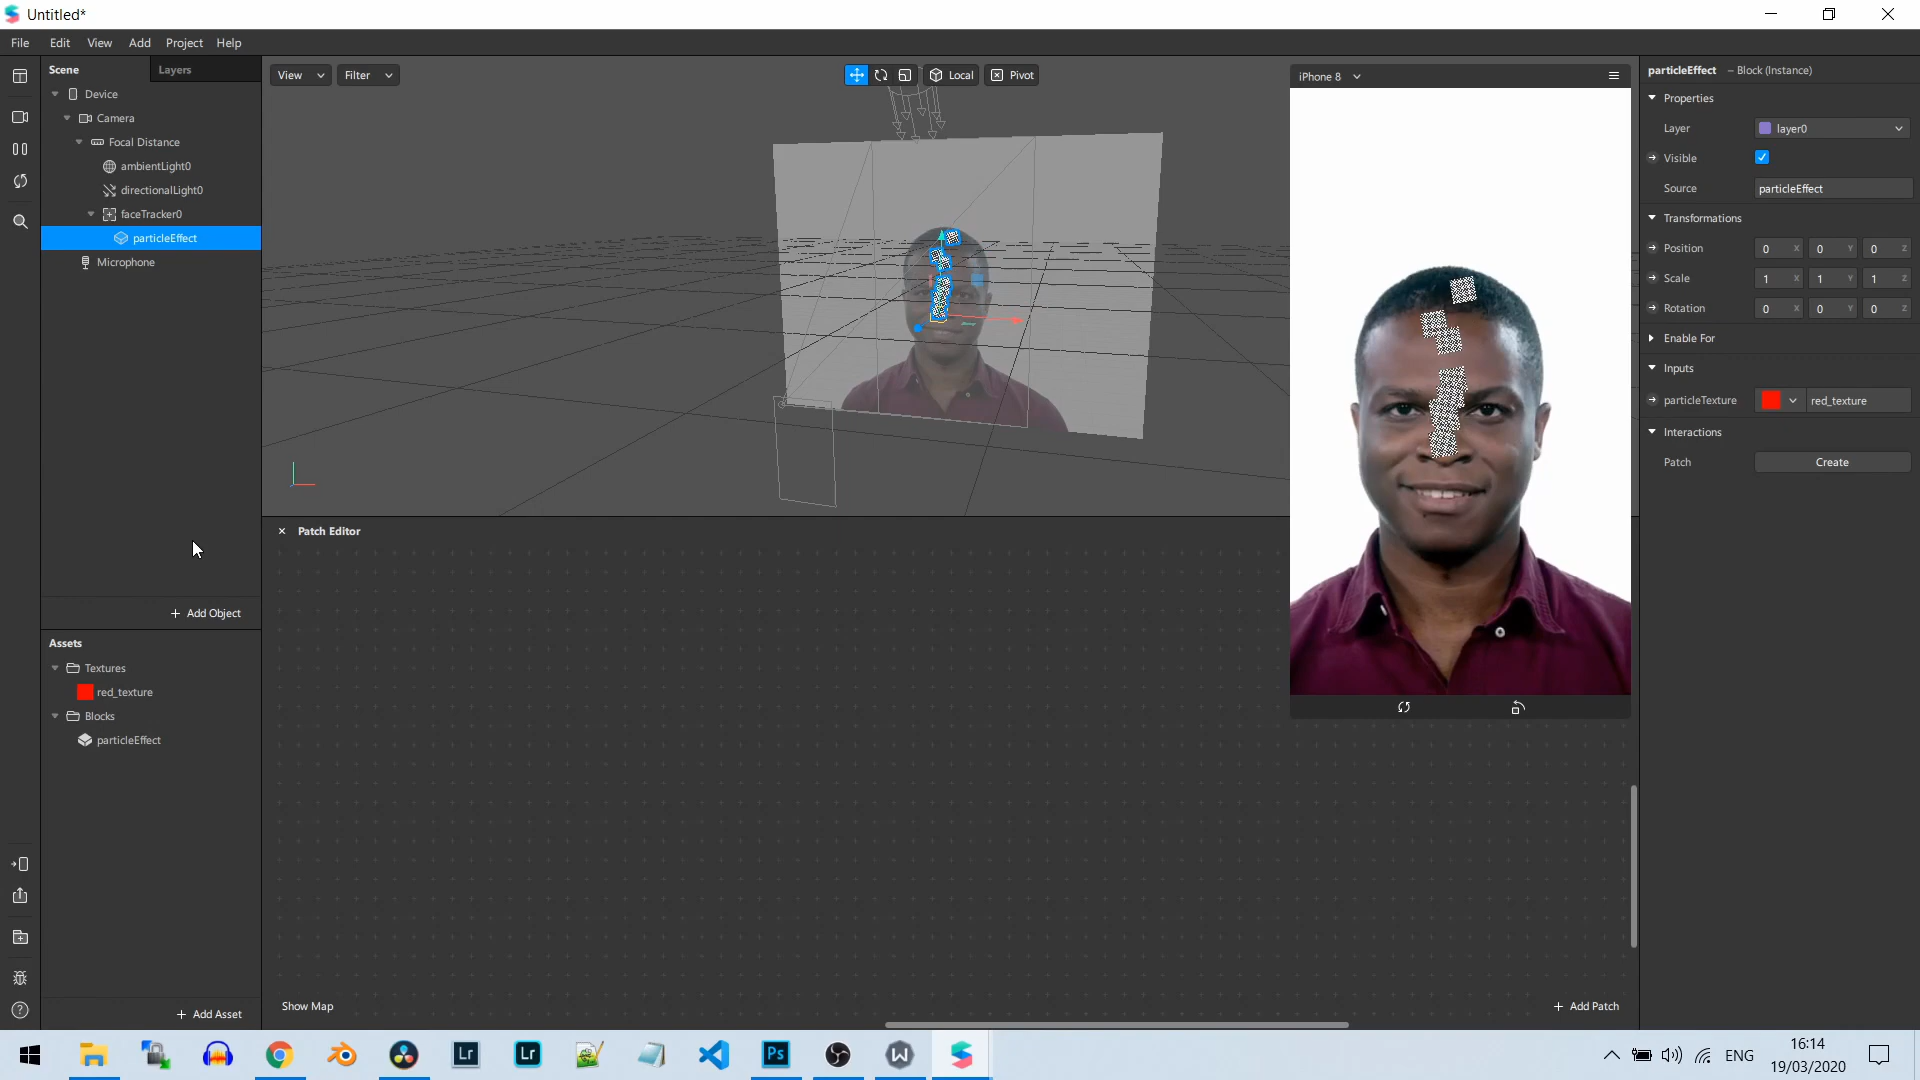 Untitled*
File Edit View Add Project Help
Scene Layers
Device
Camera
Focal Distance
ambientLight0
directionalLight0
faceTracker0
particleEffect
Microphone
+ Add Object
Assets
Textures
red_texture
Blocks
particleEffect
+ Add Asset
View Filter Local Pivot
iPhone 8
Patch Editor
Show Map
+ Add Patch
particleEffect – Block (Instance)
Properties
Layer layer0
Visible
Source particleEffect
Transformations
Position 0 X 0 Y 0 Z
Scale 1 X 1 Y 1 Z
Rotation 0 X 0 Y 0 Z
Enable For
Inputs
particleTexture red_texture
Interactions
Patch Create
Lr Lr Ps W ENG
16:14
19/03/2020